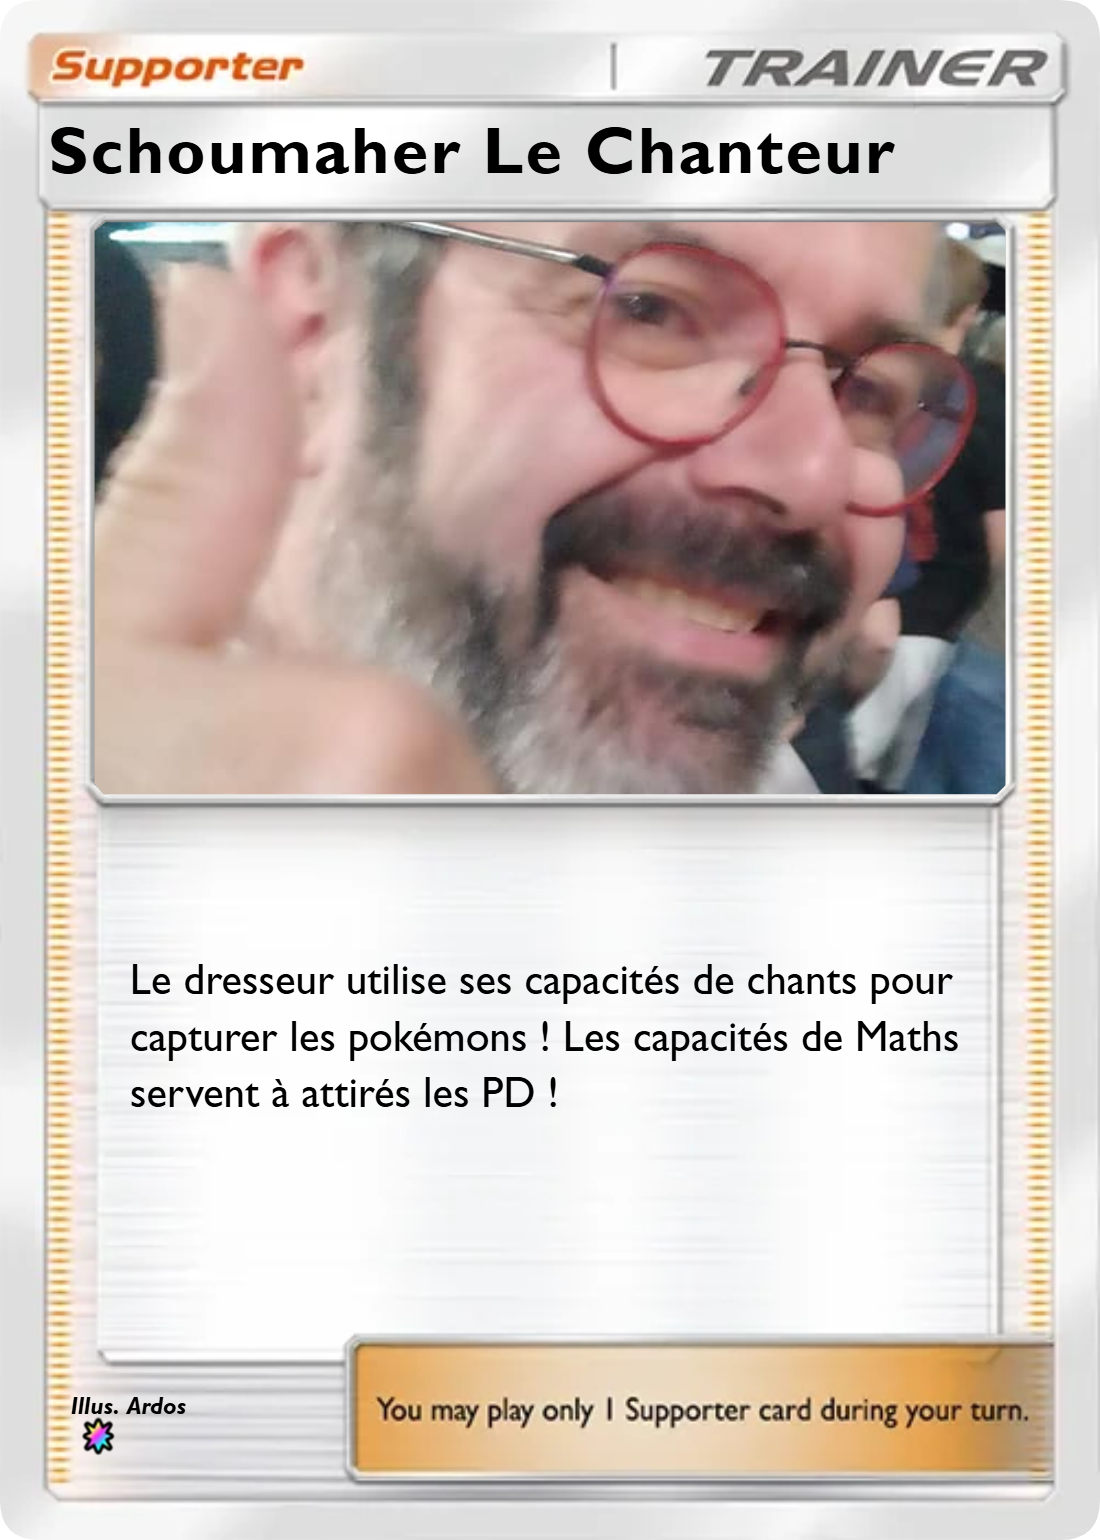 Supporter | TRAINER
Schoumaher Le Chanteur
Le dresseur utilise ses capacités de chants pour
capturer les pokémons ! Les capacités de Maths
servent à attirés les PD !
Illus. Ardos
You may play only 1 Supporter card during your turn.